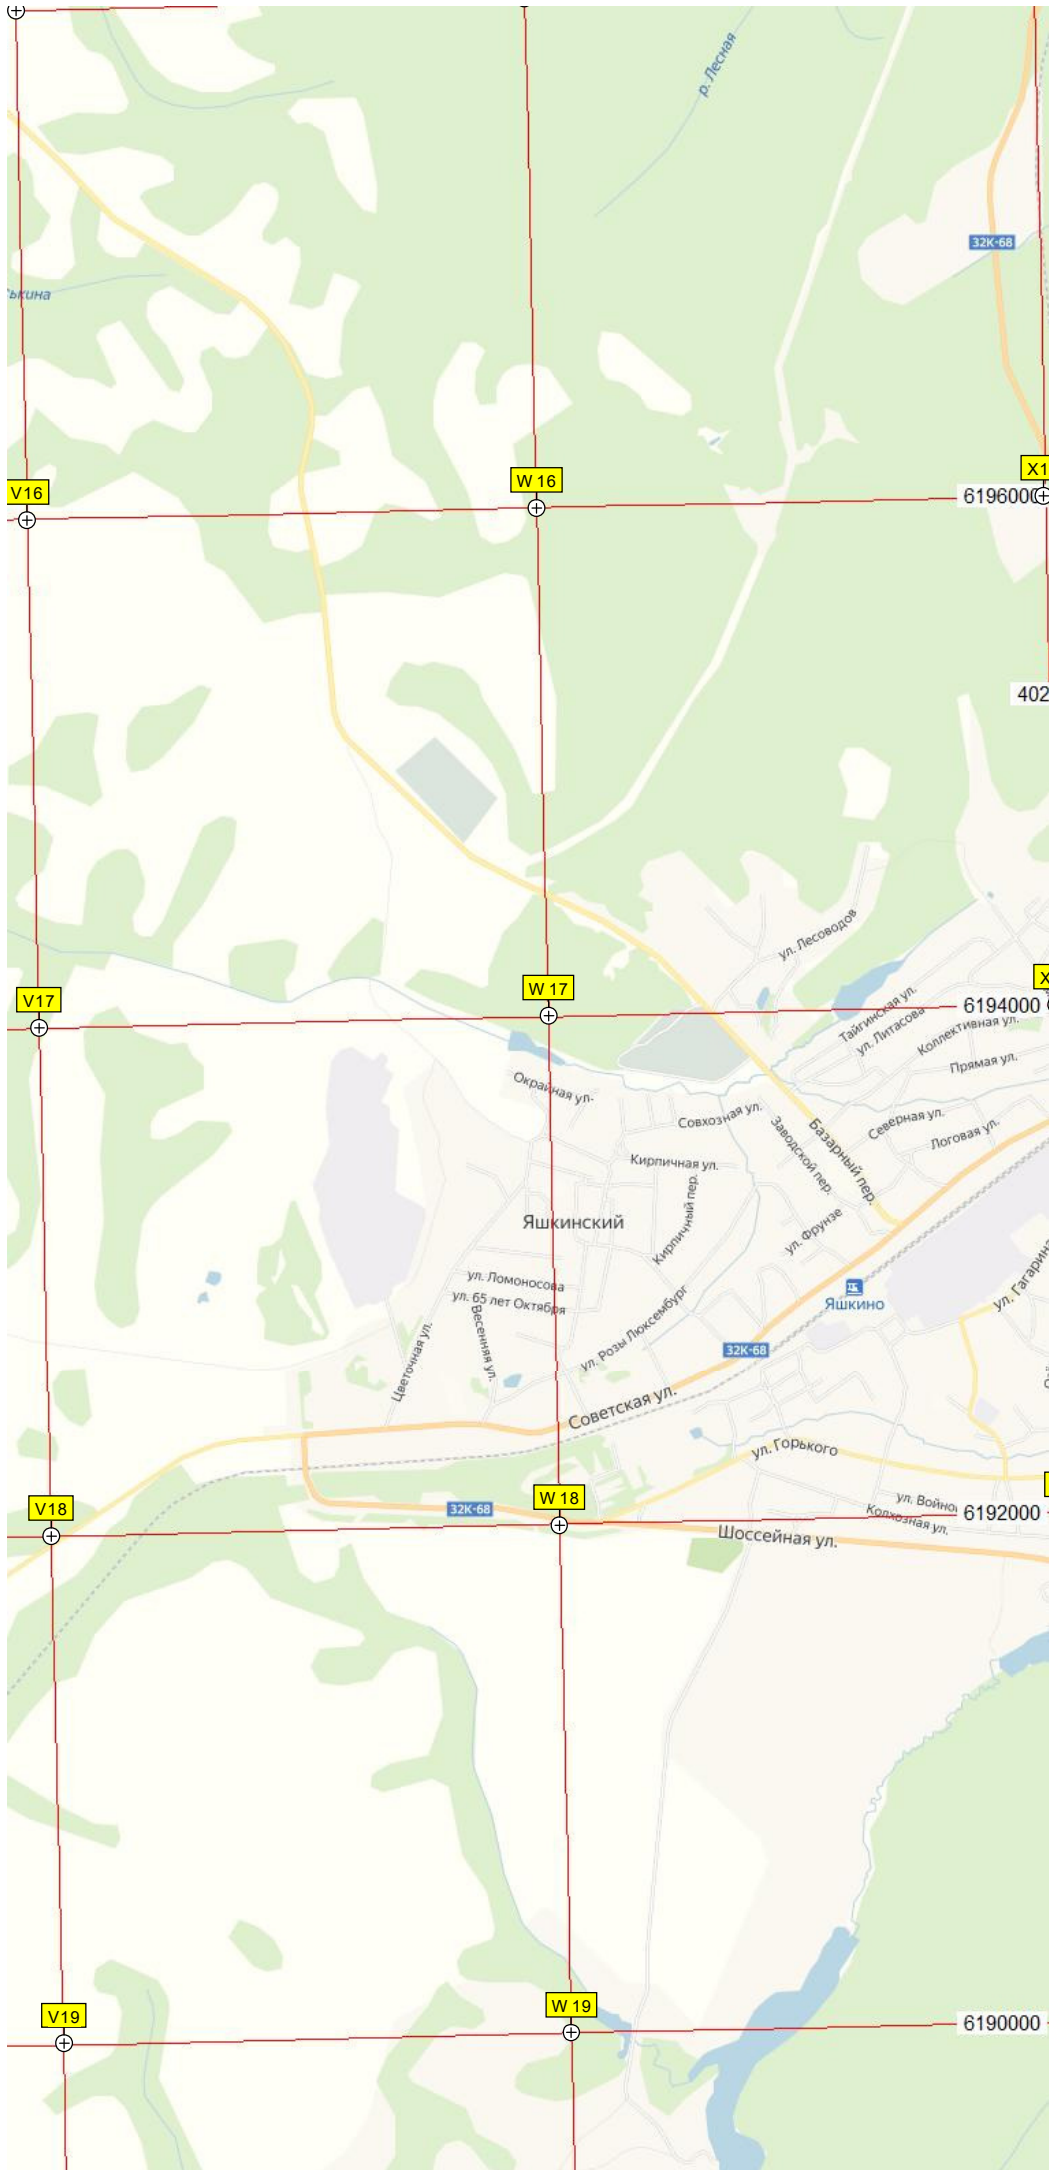 р. Лесная
32К-68
ькина
V16
W 16
X1
6196000
402
ул. Лесоводов
V17
W 17
X
6194000
Тайгинская ул.
ул. Литасова
Коллективная ул.
Прямая ул.
Окрайная ул.
Совхозная ул.
Базарный пер.
Заводской пер.
Северная ул.
Логовая ул.
Кирпичная ул.
Кирпичный пер.
Яшкинский
ул. Фрунзе
ул. Гагарина
ул. Ломоносова
ул. 65 лет Октября
Яшкино
Весенняя ул.
Цветочная ул.
ул. Розы Люксембург
32К-68
Советская ул.
ул. Горького
V18
32К-68
W 18
ул. Войно
Колхозная ул.
6192000
Шоссейная ул.
V19
W 19
6190000